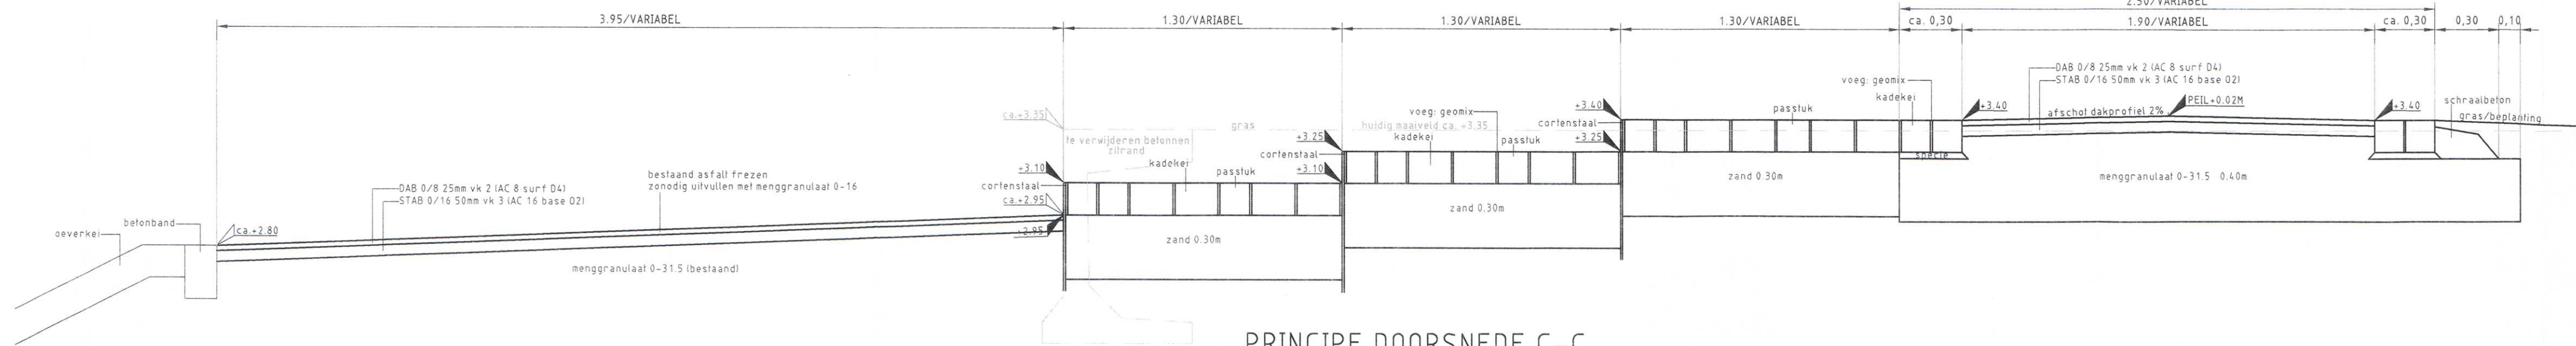 2.50/VARIABEL
3.95/VARIABEL
1.30/VARIABEL
1.30/VARIABEL
1.30/VARIABEL
ca. 0,30
1.90/VARIABEL
ca. 0,30
0,30
0,10
DAB 0/8 25mm vk 2 (AC 8 surf D4)
STAB 0/16 50mm vk 3 (AC 16 base 02)
voeg: geomix
kadekei
+3.40
afschot dakprofiel 2%
PEIL+0.02M
+3.40
schraalbeton
gras/beplanting
+3.40
passtuk
cortenstaal
+3.25
specie
zand 0.30m
menggranulaat 0-31.5 0.40m
ca.+3.35
gras
te verwijderen betonnen
zitrand
voeg: geomix
huidig maaiveld ca. +3.35
kadekei
passtuk
+3.25
cortenstaal
+3.10
zand 0.30m
+3.10
cortenstaal
ca.+2.95
+2.95
kadekei
passtuk
zand 0.30m
bestaand asfalt frezen
zonodig uitvullen met menggranulaat 0-16
DAB 0/8 25mm vk 2 (AC 8 surf D4)
STAB 0/16 50mm vk 3 (AC 16 base 02)
betonband
oeverkei
ca.+2.80
menggranulaat 0-31.5 (bestaand)
PRINCIPE DOORSNEDE C-C